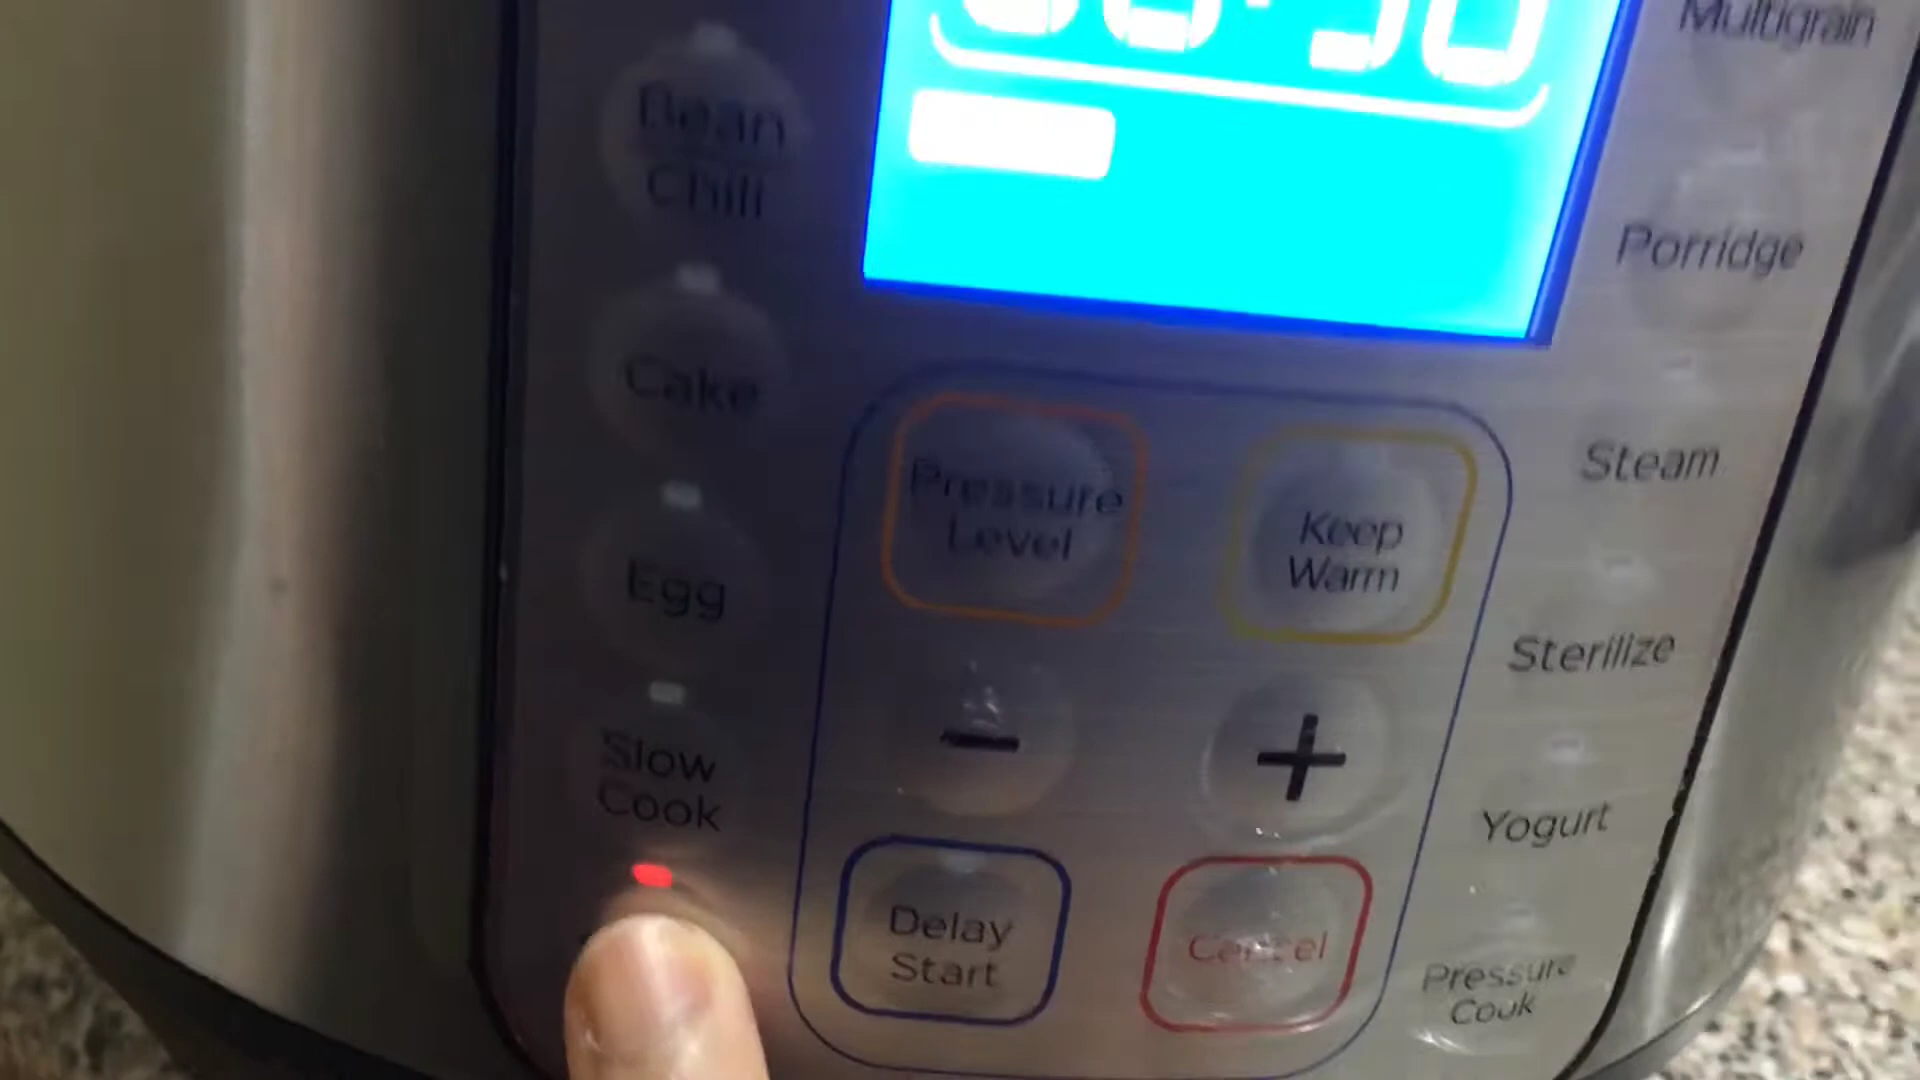 Multigrain
Bean
Chili
Porridge
Cake
Steam
Pressure
Level
Keep
Warm
Egg
Sterilize
Slow
Cook
-
+
Yogurt
Delay
Start
Cancel
Pressure
Cook